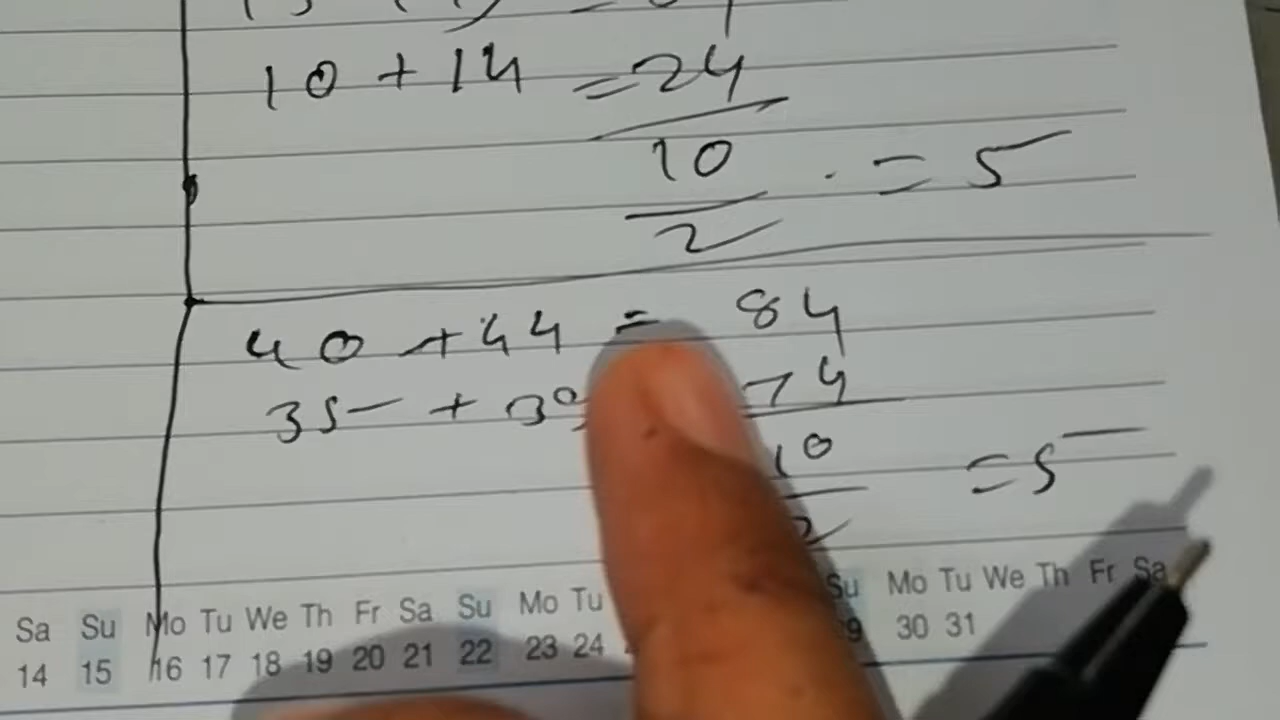 10 + 14 = 24
10
2
= 5
40 + 44 = 84
35 + 39 74
10
2
= 5
Sa Su Mo Tu We Th Fr Sa Su Mo Tu Su Mo Tu We Th Fr Sa
14 15 16 17 18 19 20 21 22 23 24 30 31